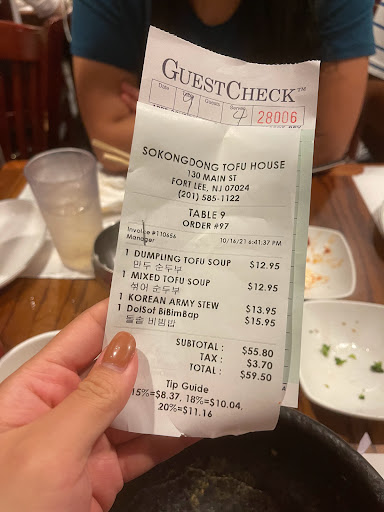 GUESTCHECK™
Date Table Guests Server
9 4 28006
SOKONGDONG TOFU HOUSE
130 MAIN ST
FORT LEE, NJ 07024
(201) 585-1122
TABLE 9
ORDER #97
Invoice #110656 10/16/21 6:41:37 PM
Manager
1 DUMPLING TOFU SOUP $12.95
만두 순두부
1 MIXED TOFU SOUP $12.95
섞어 순두부
1 KOREAN ARMY STEW $13.95
1 DolSot BiBimBap $15.95
돌솥 비빔밥
SUBTOTAL : $55.80
TAX : $3.70
TOTAL : $59.50
Tip Guide
15%=$8.37, 18%=$10.04,
20%=$11.16